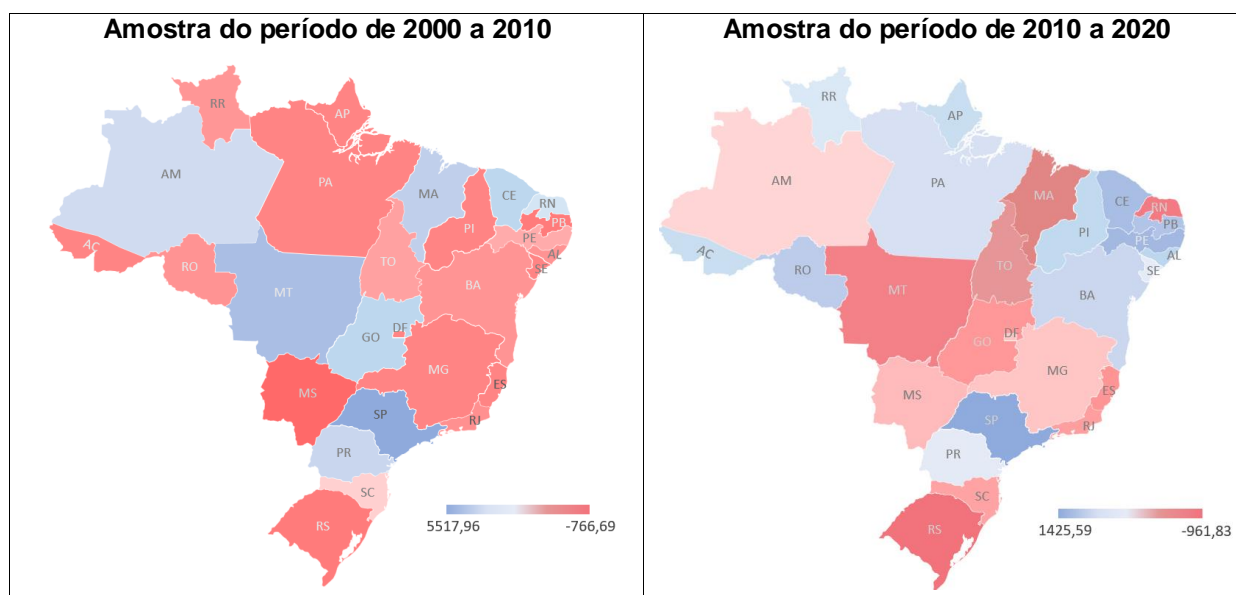 Amostra do período de 2000 a 2010
RR
AP
AM
PA
MA
CE
RN
PB
PI
PE
AL
SE
AC
RO
TO
BA
MT
GO
DF
MG
ES
MS
SP
RJ
PR
SC
RS
5517,96
-766,69
Amostra do período de 2010 a 2020
RR
AP
AM
PA
MA
CE
RN
PB
PI
PE
AL
SE
AC
RO
TO
BA
MT
GO
DF
MG
ES
MS
SP
RJ
PR
SC
RS
1425,59
-961,83